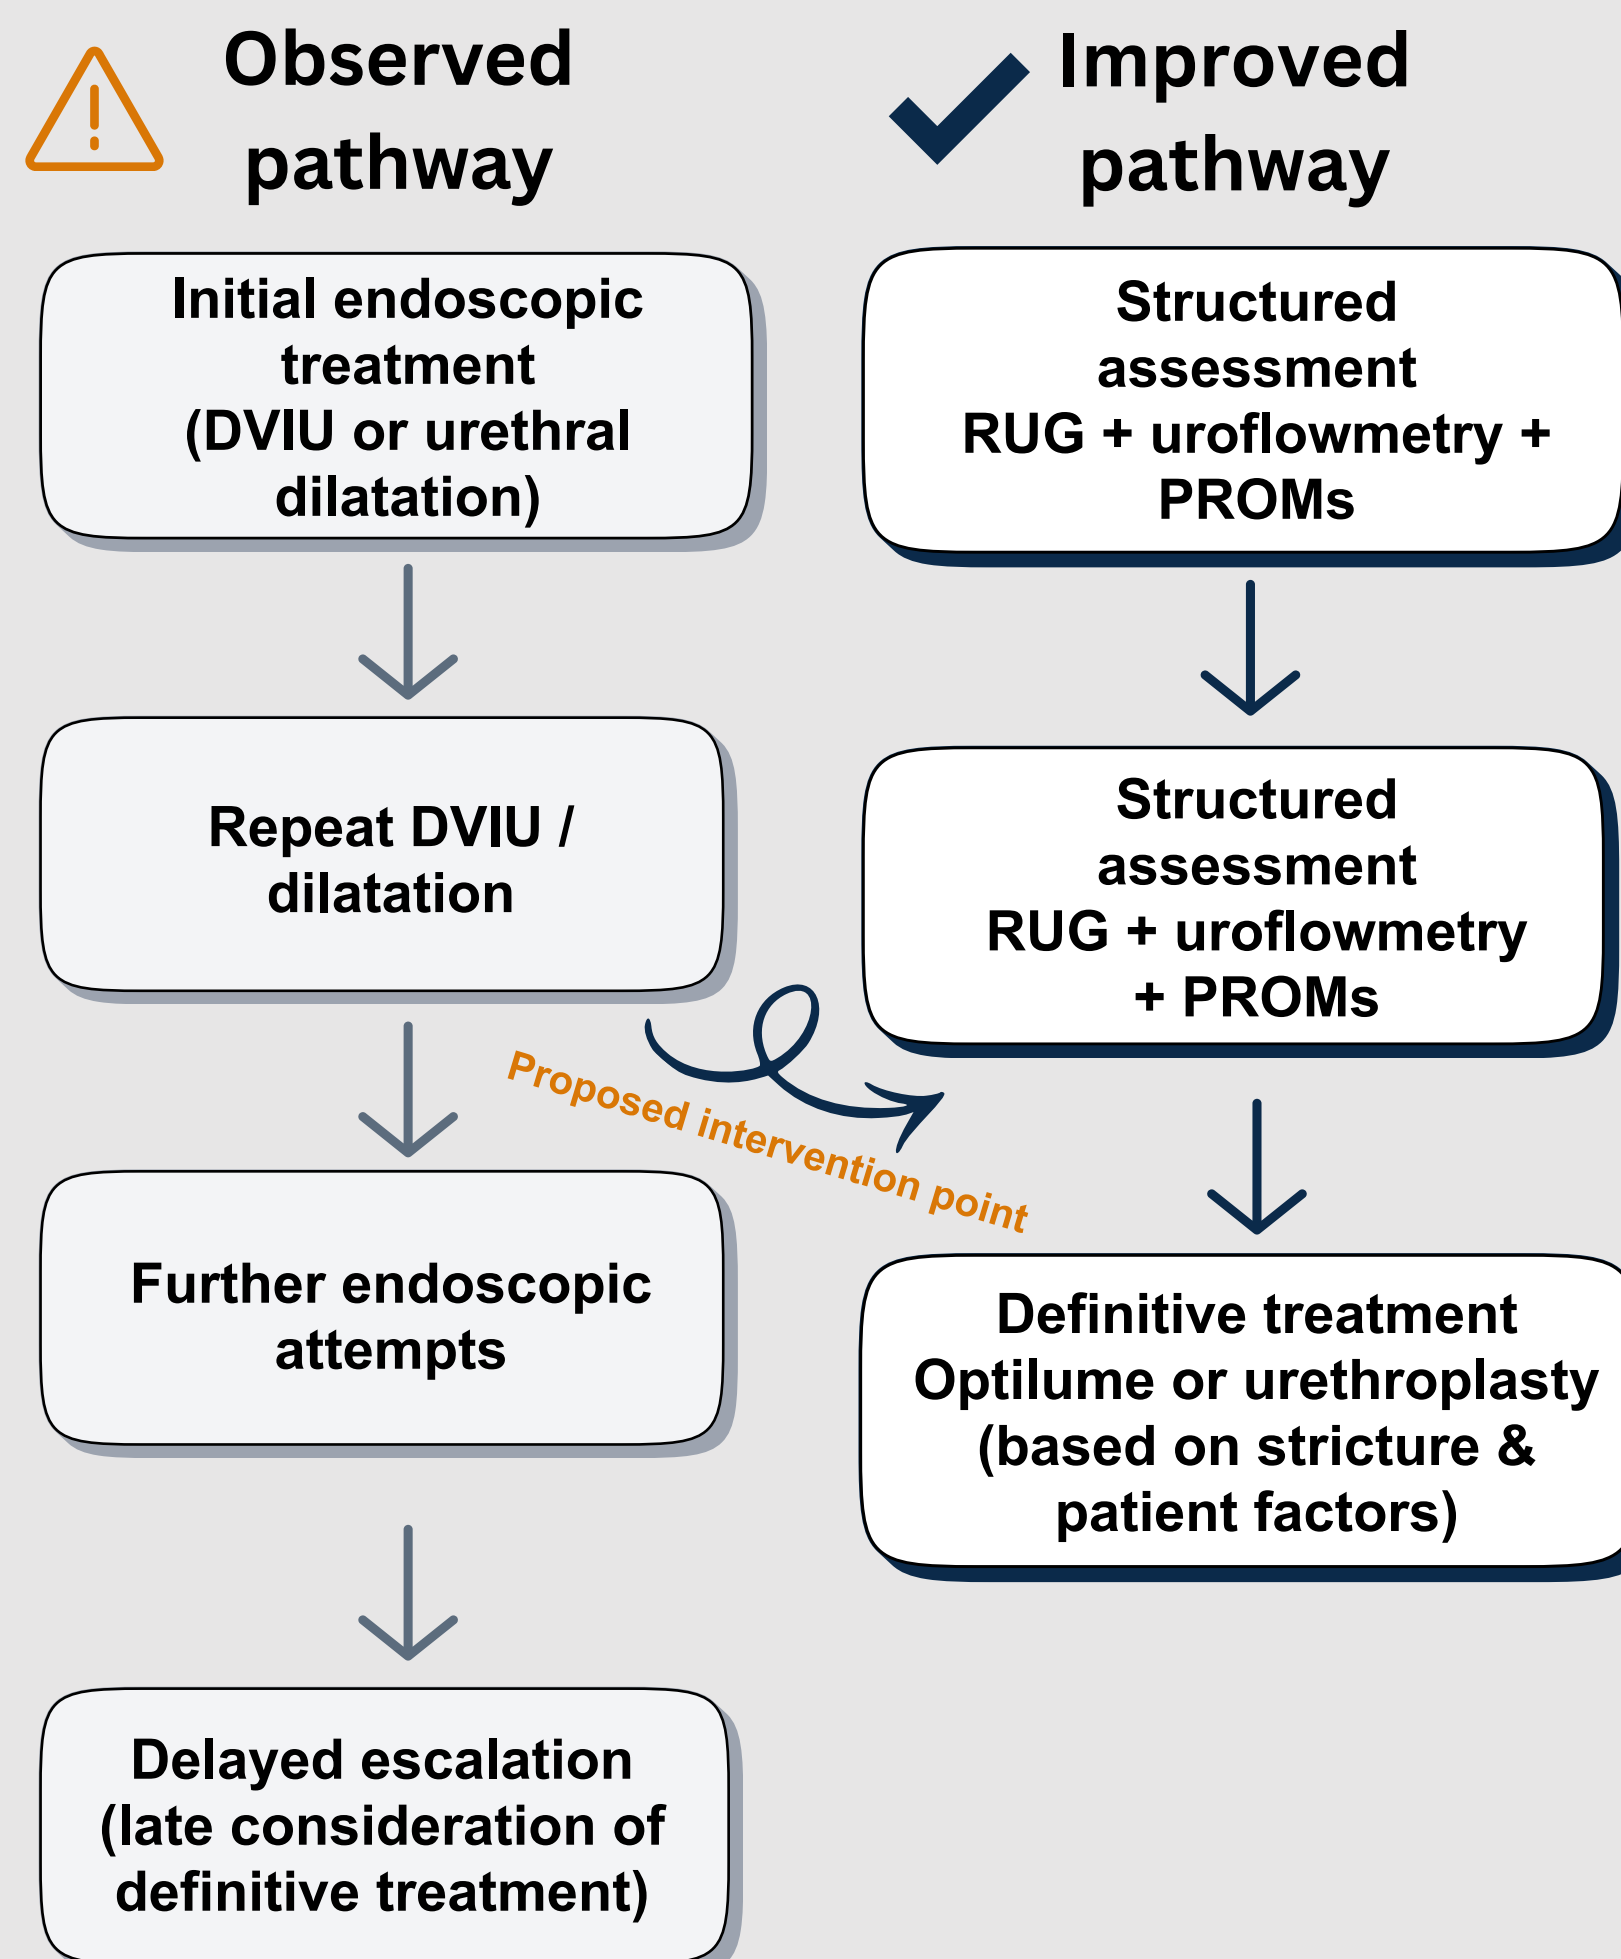 Observed
pathway
Initial endoscopic
treatment
(DVIU or urethral
dilatation)
Repeat DVIU /
dilatation
Proposed intervention point
Further endoscopic
attempts
Delayed escalation
(late consideration of
definitive treatment)
Improved
pathway
Structured
assessment
RUG + uroflowmetry +
PROMs
Structured
assessment
RUG + uroflowmetry
+ PROMs
Definitive treatment
Optilume or urethroplasty
(based on stricture &
patient factors)